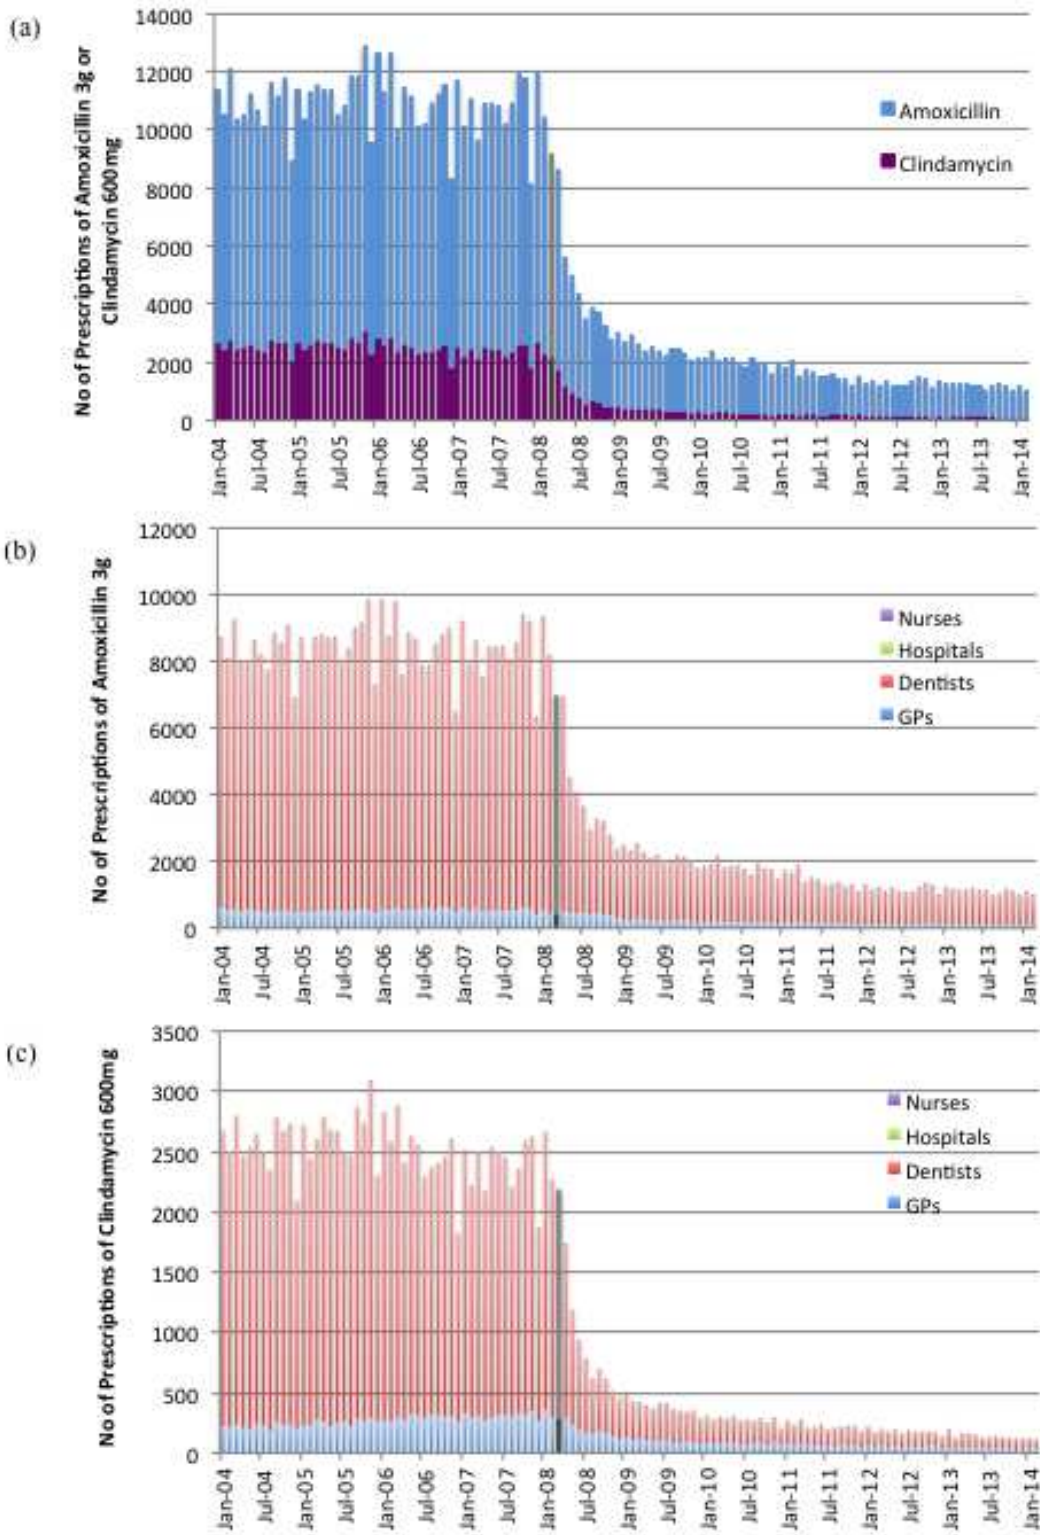 (a)
No of Prescriptions of Amoxicillin 3g or
Clindamycin 600mg
14000
12000
10000
8000
6000
4000
2000
0
Amoxicillin
Clindamycin
Jan-04
Jul-04
Jan-05
Jul-05
Jan-06
Jul-06
Jan-07
Jul-07
Jan-08
Jul-08
Jan-09
Jul-09
Jan-10
Jul-10
Jan-11
Jul-11
Jan-12
Jul-12
Jan-13
Jul-13
Jan-14
(b)
No of Prescriptions of Amoxicillin 3g
12000
10000
8000
6000
4000
2000
0
Nurses
Hospitals
Dentists
GPs
Jan-04
Jul-04
Jan-05
Jul-05
Jan-06
Jul-06
Jan-07
Jul-07
Jan-08
Jul-08
Jan-09
Jul-09
Jan-10
Jul-10
Jan-11
Jul-11
Jan-12
Jul-12
Jan-13
Jul-13
Jan-14
(c)
No of Prescriptions of Clindamycin 600mg
3500
3000
2500
2000
1500
1000
500
0
Nurses
Hospitals
Dentists
GPs
Jan-04
Jul-04
Jan-05
Jul-05
Jan-06
Jul-06
Jan-07
Jul-07
Jan-08
Jul-08
Jan-09
Jul-09
Jan-10
Jul-10
Jan-11
Jul-11
Jan-12
Jul-12
Jan-13
Jul-13
Jan-14